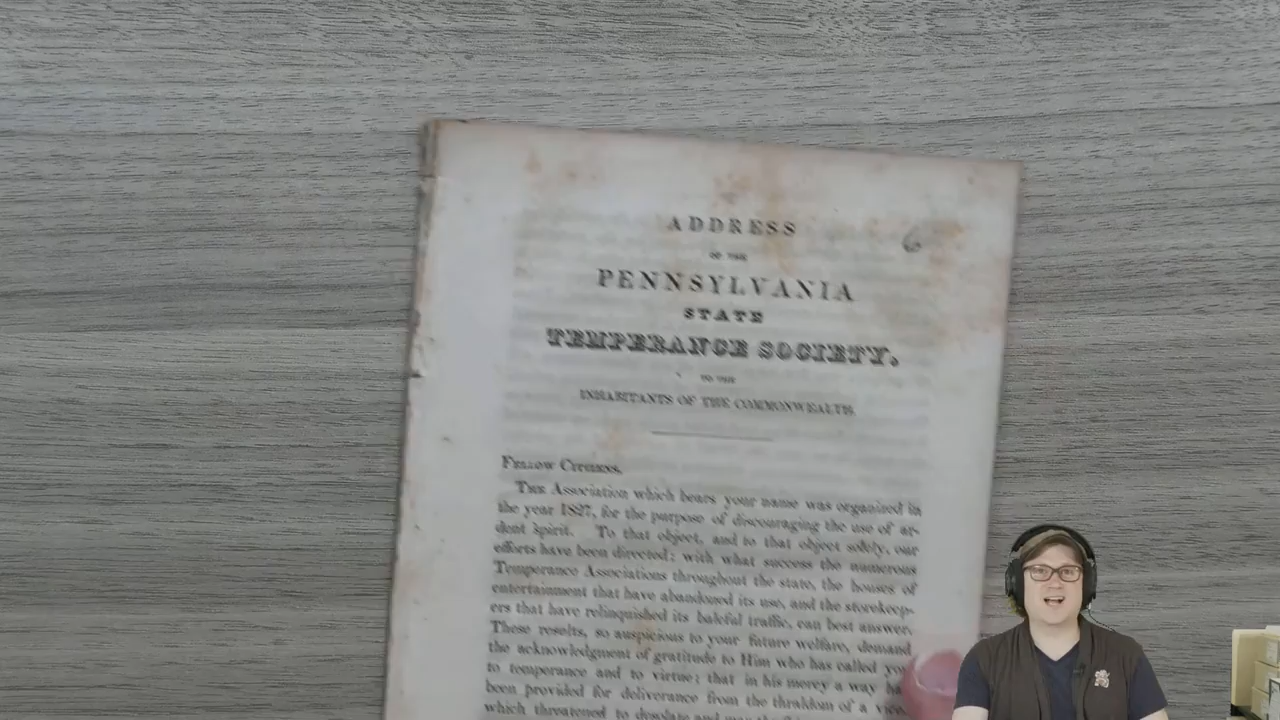 ADDRESS
6
OF THE
PENNSYLVANIA
STATE
TEMPERANCE SOCIETY,
TO THE
INHABITANTS OF THE COMMONWEALTH.
Fellow Citizens,
The Association which bears your name was organized in
the year 1827, for the purpose of discouraging the use of ar-
dent spirit. To that object, and to that object solely, our
efforts have been directed; with what success the numerous
Temperance Associations throughout the state, the houses of
entertainment that have abandoned its use, and the storekeep-
ers that have relinquished its baleful traffic, can best answer.
These results, so auspicious to your future welfare, demand
the acknowledgment of gratitude to Him who has called you
to temperance and to virtue; that in his mercy a way ha
been provided for deliverance from the thraldom of a vice,
which threatened to desolate and